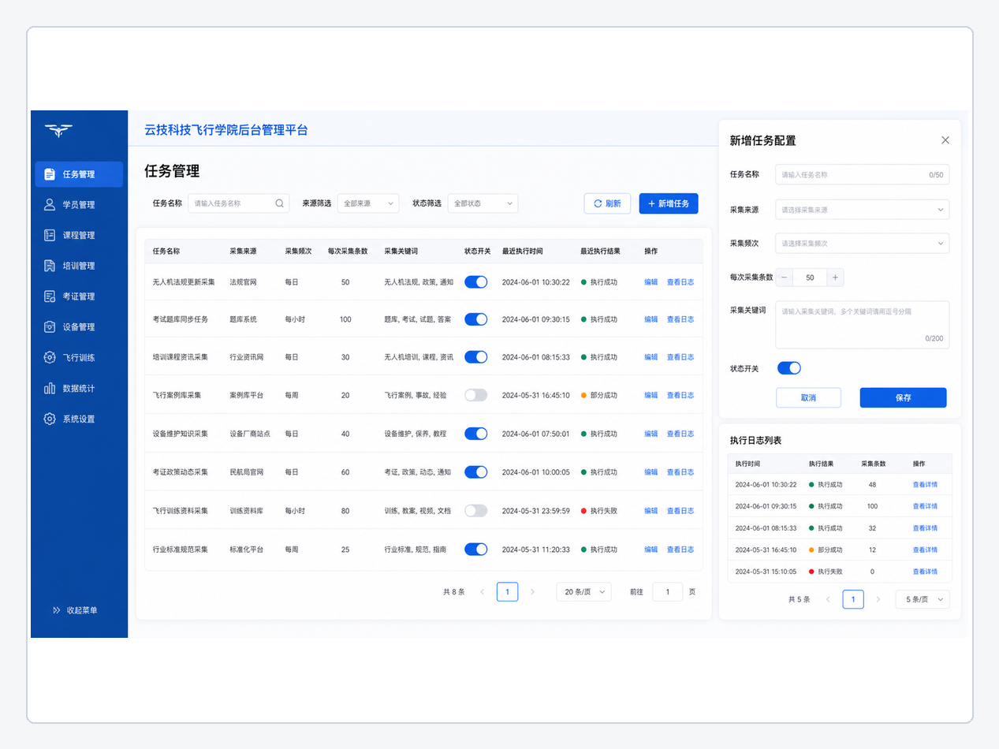 云技科技飞行学院后台管理平台
任务管理
学员管理
课程管理
培训管理
考证管理
设备管理
飞行训练
数据统计
系统设置
收起菜单
任务管理
任务名称 请输入任务名称 来源筛选 全部来源 状态筛选 全部状态 刷新 + 新增任务
任务名称 采集来源 采集频次 每次采集条数 采集关键词 状态开关 最近执行时间 最近执行结果 操作
无人机法规更新采集 法规官网 每日 50 无人机法规, 政策, 通知 2024-06-01 10:30:22 执行成功 编辑 查看日志
考试题库同步任务 题库系统 每小时 100 题库, 考试, 试题, 答案 2024-06-01 09:30:15 执行成功 编辑 查看日志
培训课程资讯采集 行业资讯网 每日 30 无人机培训, 课程, 资讯 2024-06-01 08:15:33 执行成功 编辑 查看日志
飞行案例库采集 案例库平台 每周 20 飞行案例, 事故, 经验 2024-05-31 16:45:10 部分成功 编辑 查看日志
设备维护知识采集 设备厂商站点 每日 40 设备维护, 保养, 教程 2024-06-01 07:50:01 执行成功 编辑 查看日志
考证政策动态采集 民航局官网 每日 60 考证, 政策, 动态, 通知 2024-06-01 10:00:05 执行成功 编辑 查看日志
飞行训练资料采集 训练资料库 每小时 80 训练, 教案, 视频, 文档 2024-05-31 23:59:59 执行失败 编辑 查看日志
行业标准规范采集 标准化平台 每周 25 行业标准, 规范, 指南 2024-05-31 11:20:33 执行成功 编辑 查看日志
共 8 条 1 20 条/页 前往 1 页
新增任务配置
任务名称 请输入任务名称 0/50
采集来源 请选择采集来源
采集频次 请选择采集频次
每次采集条数 − 50 +
采集关键词 请输入采集关键词，多个关键词请用逗号分隔
0/200
状态开关
取消 保存
执行日志列表
执行时间 执行结果 采集条数 操作
2024-06-01 10:30:22 执行成功 48 查看详情
2024-06-01 09:30:15 执行成功 100 查看详情
2024-06-01 08:15:33 执行成功 32 查看详情
2024-05-31 16:45:10 部分成功 12 查看详情
2024-05-31 15:10:05 执行失败 0 查看详情
共 5 条 1 5 条/页